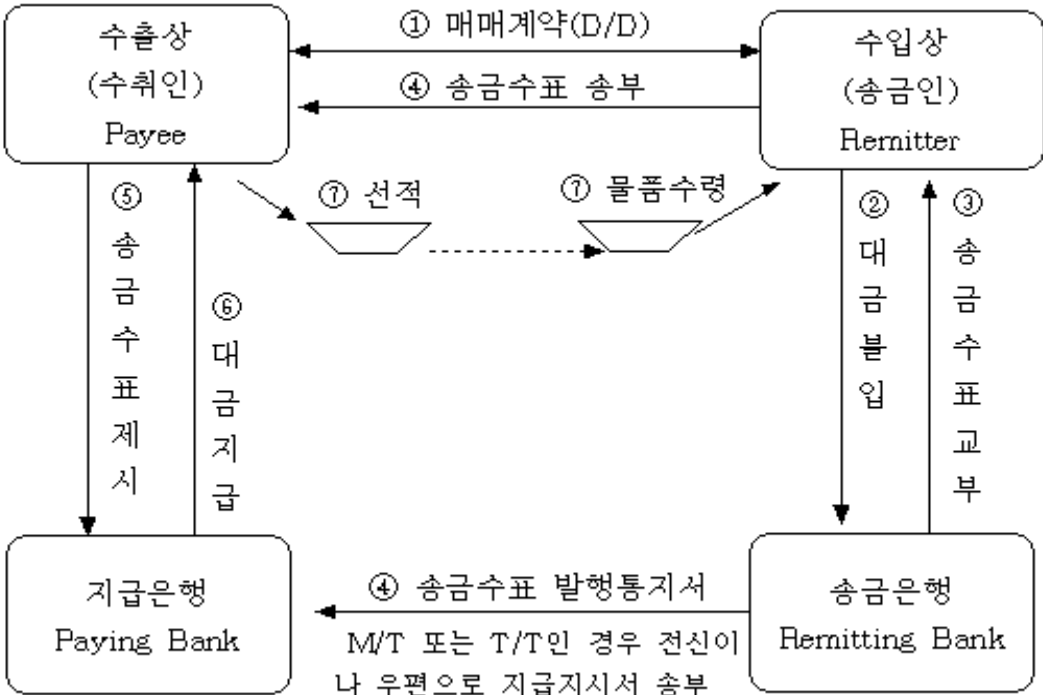 수출상
(수취인)
Payee
① 매매계약(D/D)
④ 송금수표 송부
수입상
(송금인)
Remitter
⑦ 선적
⑦ 물품수령
⑤ 송금수표제시
⑥ 대금지급
② 대금불입
③ 송금수표교부
지급은행
Paying Bank
④ 송금수표 발행통지서
M/T 또는 T/T인 경우 전신이
나 우편으로 지급지시서 송부
송금은행
Remitting Bank